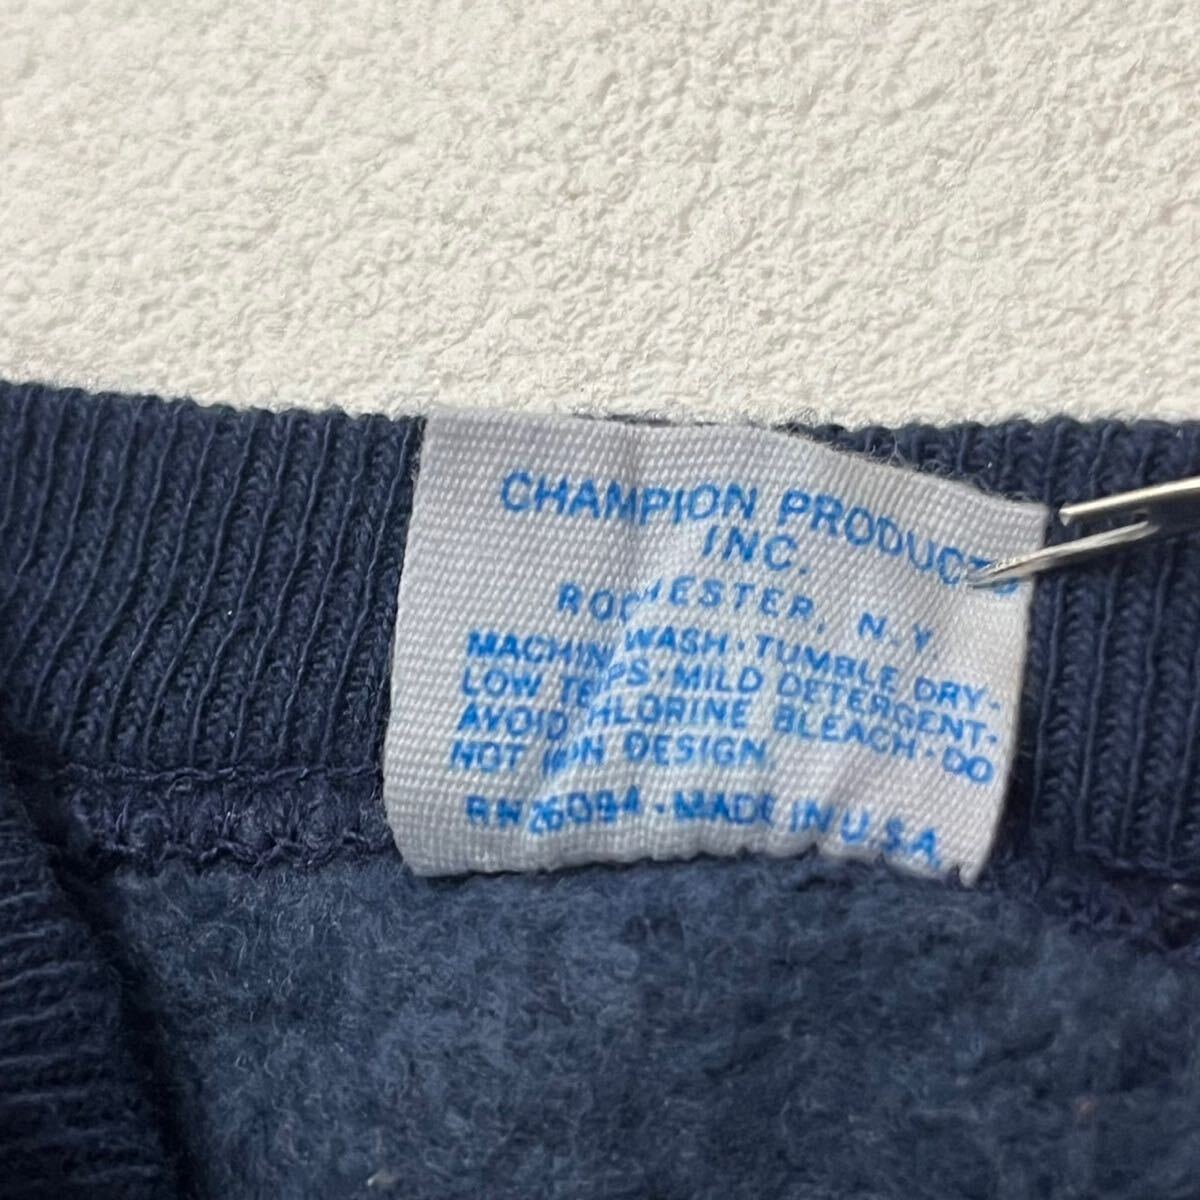 CHAMPION PRODUCTS
INC.
ROCHESTER, N.Y.
MACHINE WASH·TUMBLE DRY-
LOW TEMPS·MILD DETERGENT.
AVOID CHLORINE BLEACH-DO
NOT IRON DESIGN.
RN26094-MADE IN U.S.A.